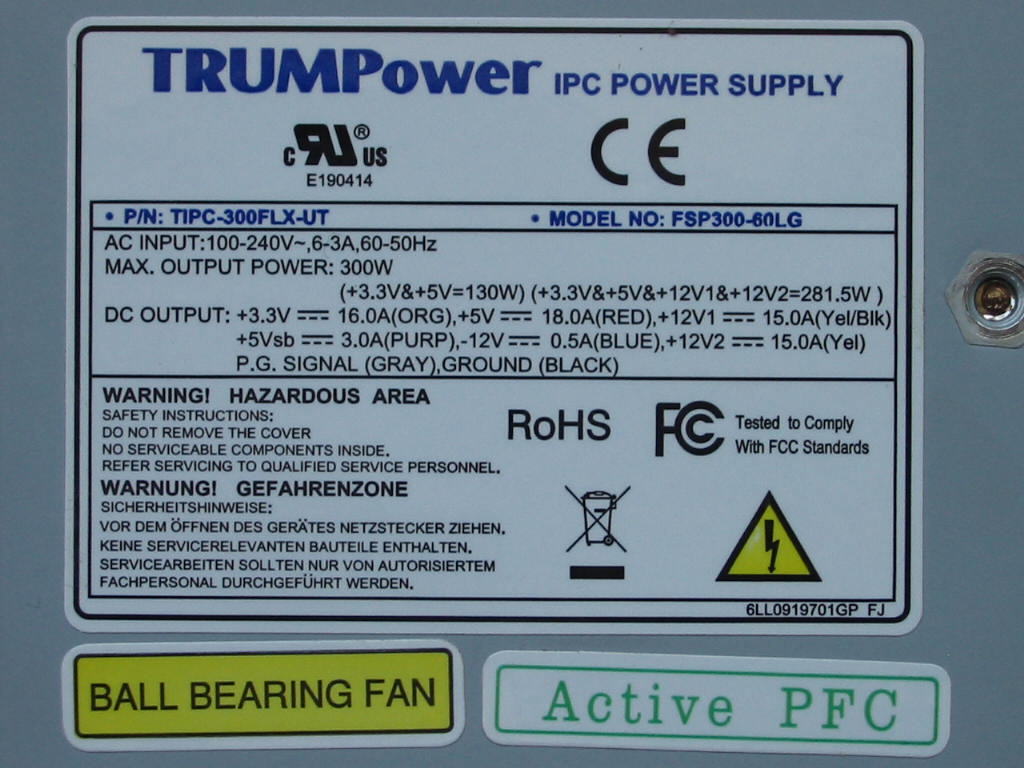 TRUMPower IPC POWER SUPPLY
c RU ® US
CE
E190414
• P/N: TIPC-300FLX-UT • MODEL NO: FSP300-60LG
AC INPUT:100-240V~,6-3A,60-50Hz
MAX. OUTPUT POWER: 300W
(+3.3V&+5V=130W) (+3.3V&+5V&+12V1&+12V2=281.5W )
DC OUTPUT: +3.3V ⎓ 16.0A(ORG),+5V ⎓ 18.0A(RED),+12V1 ⎓ 15.0A(Yel/Blk)
+5Vsb ⎓ 3.0A(PURP),-12V ⎓ 0.5A(BLUE),+12V2 ⎓ 15.0A(Yel)
P.G. SIGNAL (GRAY),GROUND (BLACK)
WARNING! HAZARDOUS AREA
SAFETY INSTRUCTIONS:
DO NOT REMOVE THE COVER
NO SERVICEABLE COMPONENTS INSIDE.
REFER SERVICING TO QUALIFIED SERVICE PERSONNEL.
RoHS
FC Tested to Comply
With FCC Standards
WARNUNG! GEFAHRENZONE
SICHERHEITSHINWEISE:
VOR DEM ÖFFNEN DES GERÄTES NETZSTECKER ZIEHEN.
KEINE SERVICERELEVANTEN BAUTEILE ENTHALTEN.
SERVICEARBEITEN SOLLTEN NUR VON AUTORISIERTEM
FACHPERSONAL DURCHGEFÜHRT WERDEN.
6LL0919701GP FJ
BALL BEARING FAN
Active PFC